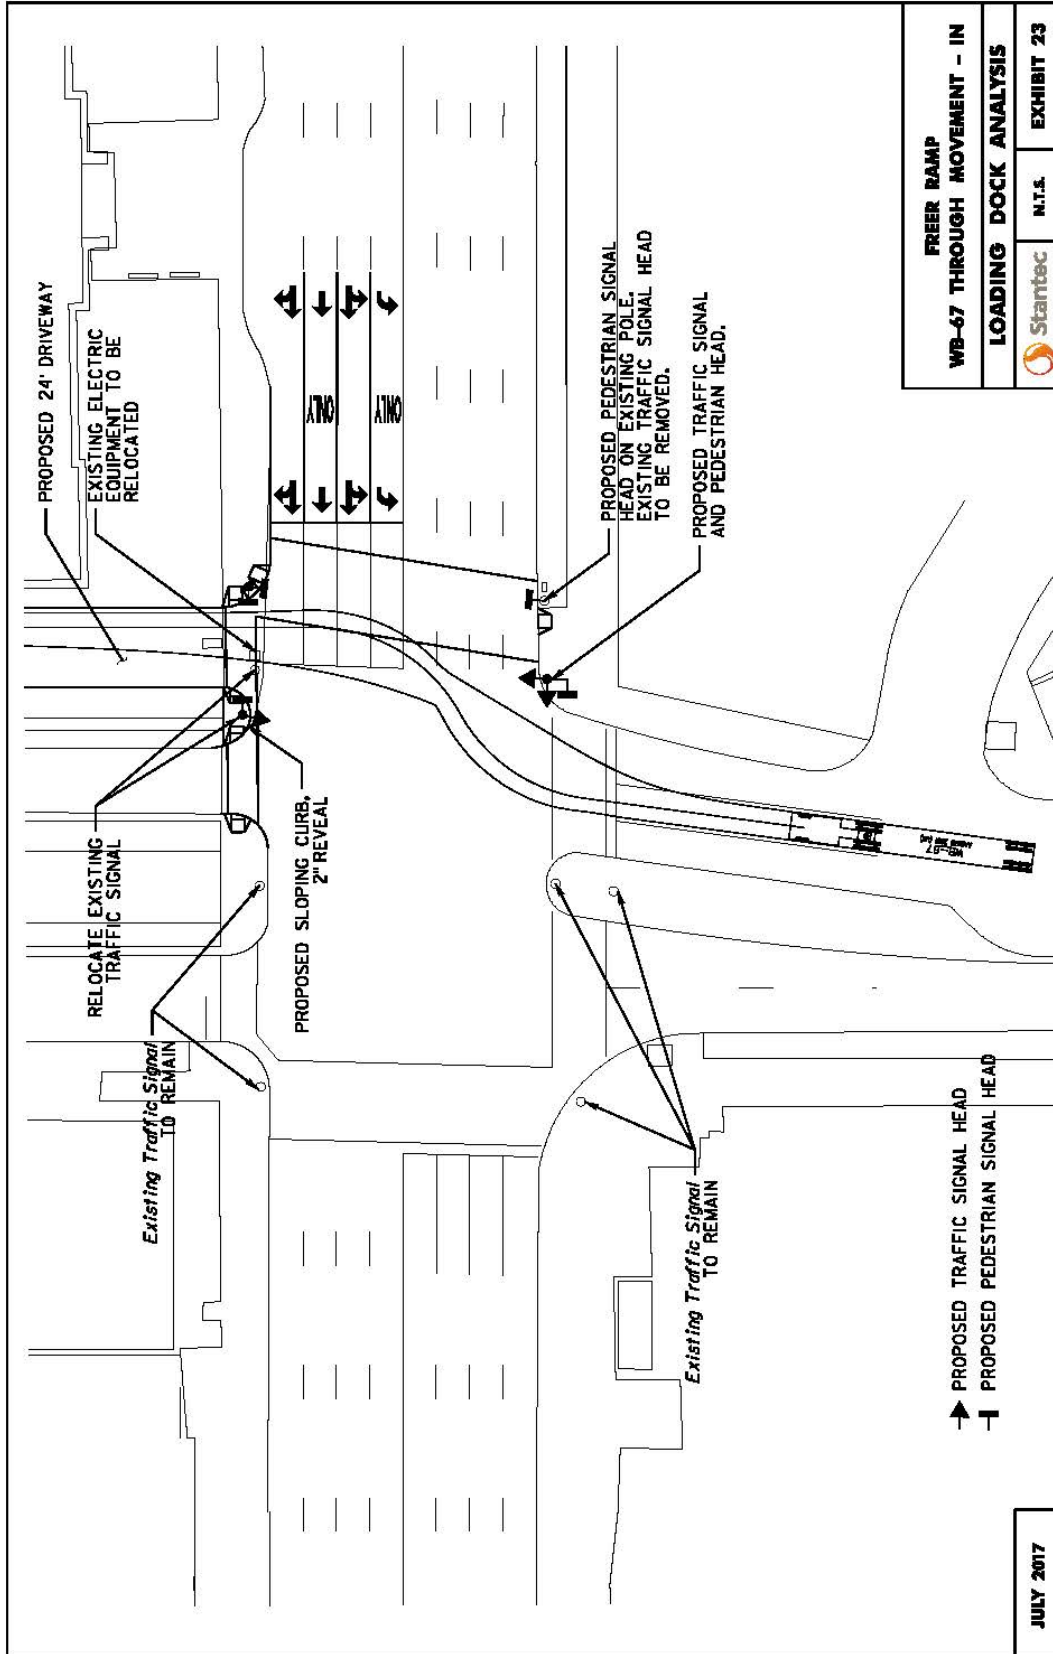 PROPOSED 24' DRIVEWAY
EXISTING ELECTRIC
EQUIPMENT TO BE
RELOCATED
RELOCATE EXISTING
TRAFFIC SIGNAL
Existing Traffic Signal
TO REMAIN
PROPOSED SLOPING CURB,
2" REVEAL
ONLY
ONLY
PROPOSED PEDESTRIAN SIGNAL
HEAD ON EXISTING POLE.
EXISTING TRAFFIC SIGNAL HEAD
TO BE REMOVED.
PROPOSED TRAFFIC SIGNAL
AND PEDESTRIAN HEAD.
WB-67
Existing Traffic Signal
TO REMAIN
PROPOSED TRAFFIC SIGNAL HEAD
PROPOSED PEDESTRIAN SIGNAL HEAD
JULY 2017
FREER RAMP
WB-67 THROUGH MOVEMENT - IN
LOADING DOCK ANALYSIS
Stantec
N.T.S.
EXHIBIT 23